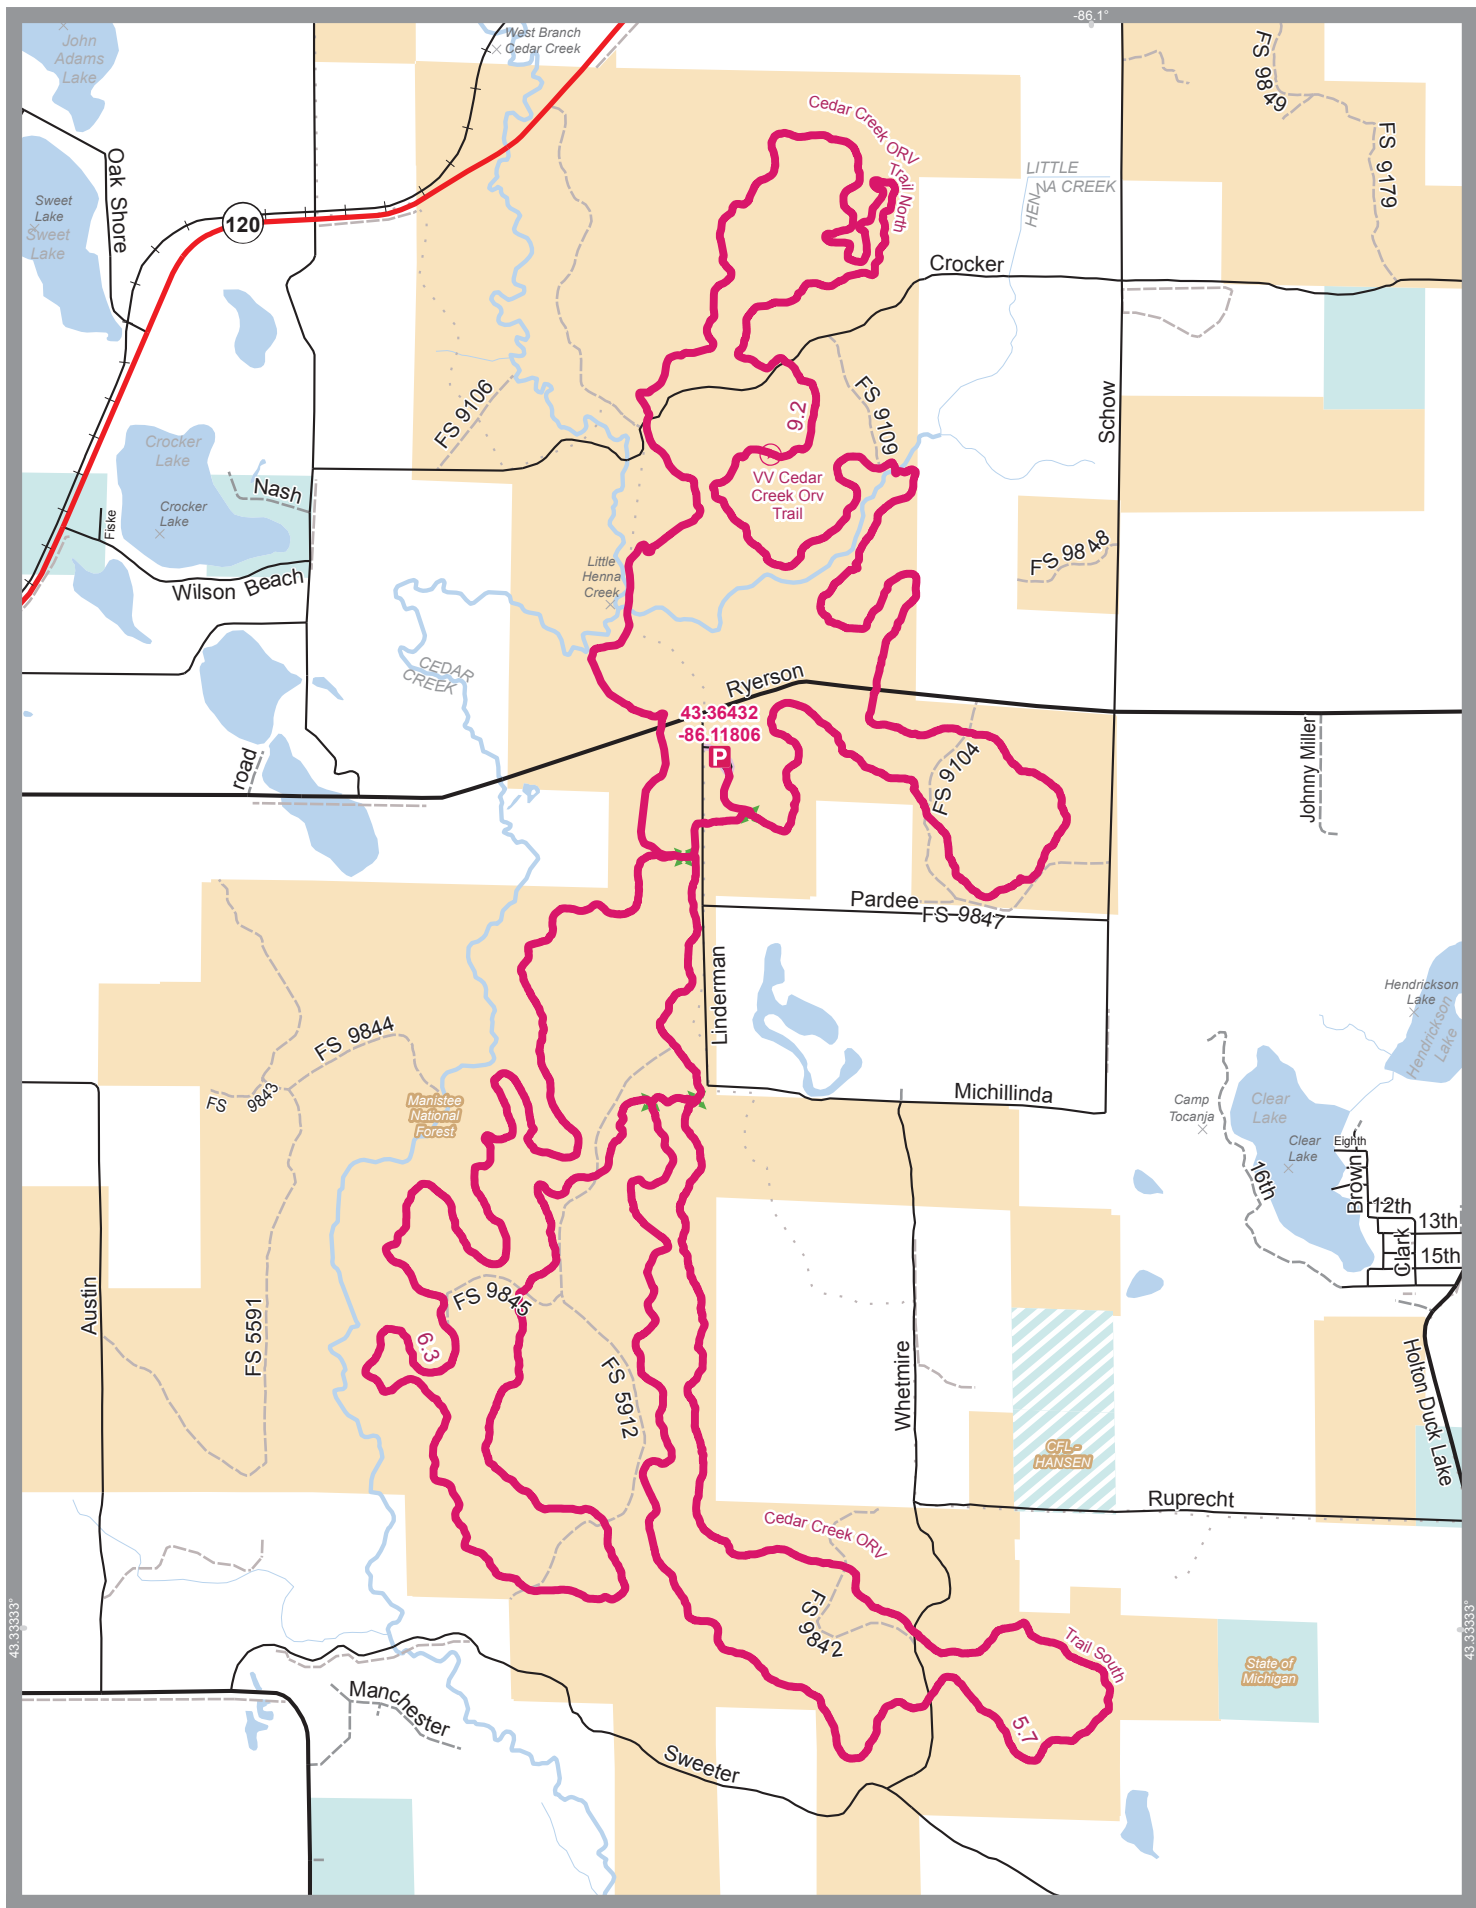 -86.1°
West Branch
Cedar Creek
John
Adams
Lake
FS 9849
FS 9179
Cedar Creek ORV
Trail North
Oak Shore
LITTLE
HENNA CREEK
Sweet
Lake
Sweet
Lake
120
Crocker
FS 9106
FS 9109
Schow
9.2
Crocker
Lake
VV Cedar
Creek Orv
Trail
Nash
Crocker
Lake
Fiske
FS 9848
Little
Henna
Creek
Wilson Beach
CEDAR
CREEK
Ryerson
43.36432
-86.11806
P
road
FS 9104
Johnny Miller
Pardee
FS 9847
Linderman
Hendrickson
Lake
Hendrickson
Lake
FS 9844
FS 9843
Manistee
National
Forest
Michillinda
Camp
Tocanja
Clear
Lake
Clear
Lake
Eighth
Brown
16th
12th
13th
Clark
15th
Austin
FS 5591
FS 9845
6.3
FS 5912
Whetmire
Holton Duck Lake
CFL -
HANSEN
Ruprecht
Cedar Creek ORV
Trail South
FS
9842
43.33333°
43.33333°
State of
Michigan
Manchester
5.7
Sweeter